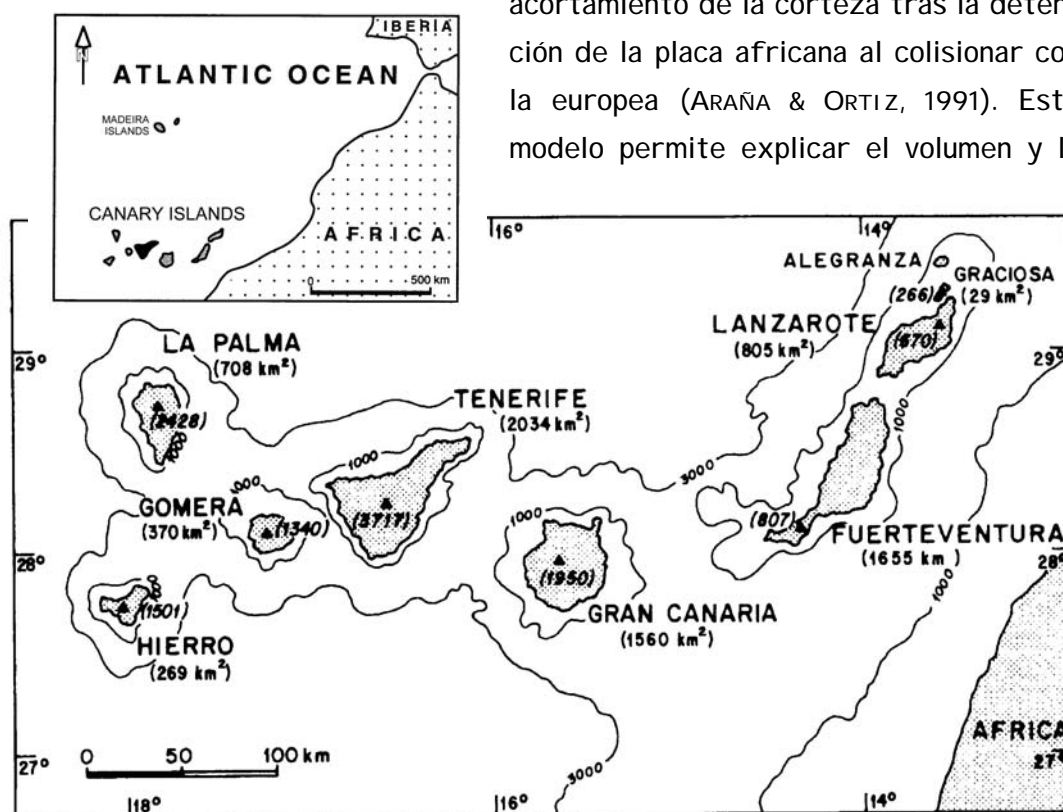 acortamiento de la corteza tras la deten
ción de la placa africana al colisionar co
la europea (ARAÑA & ORTIZ, 1991). Est
modelo permite explicar el volumen y l
IBERIA
N
ATLANTIC OCEAN
MADEIRA
ISLANDS
CANARY ISLANDS
AFRICA
0 500 km
16° 14°
ALEGRANZA
(266) GRACIOSA
(29 km²)
LANZAROTE
(805 km²)
(670)
29° 29°
LA PALMA
(708 km²)
(2428)
1000
TENERIFE
(2034 km²)
1000
(3717)
GOMERA
(370 km²)
1000
(1340)
3000
1000
1000
(807)
FUERTEVENTURA
(1655 km )
28° 28°
(1950)
GRAN CANARIA
(1560 km²)
1000
(1501)
HIERRO
(269 km²)
1000
AFRICA
0 50 100 km
27° 27°
3000
18° 16° 14°